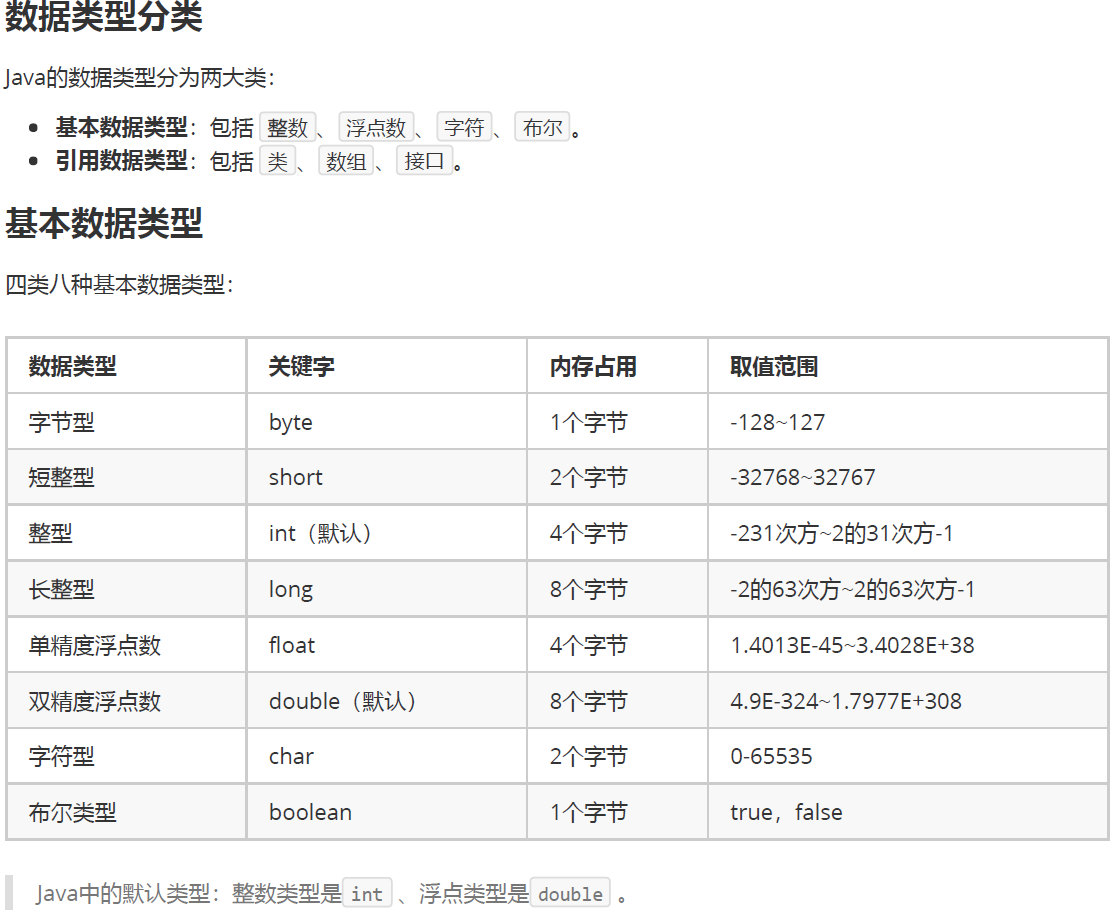 数据类型分类
Java的数据类型分为两大类：
基本数据类型：包括 整数、浮点数、字符、布尔。
引用数据类型：包括 类、数组、接口。
基本数据类型
四类八种基本数据类型：
数据类型 关键字 内存占用 取值范围
字节型 byte 1个字节 -128~127
短整型 short 2个字节 -32768~32767
整型 int（默认） 4个字节 -231次方~2的31次方-1
长整型 long 8个字节 -2的63次方~2的63次方-1
单精度浮点数 float 4个字节 1.4013E-45~3.4028E+38
双精度浮点数 double（默认） 8个字节 4.9E-324~1.7977E+308
字符型 char 2个字节 0-65535
布尔类型 boolean 1个字节 true，false
Java中的默认类型：整数类型是 int 、浮点类型是 double 。